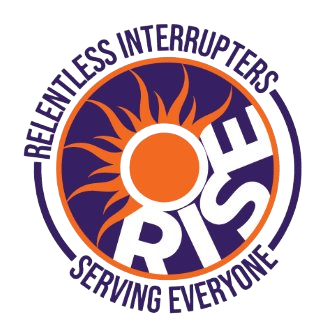 RELENTLESS INTERRUPTERS
RISE
SERVING EVERYONE